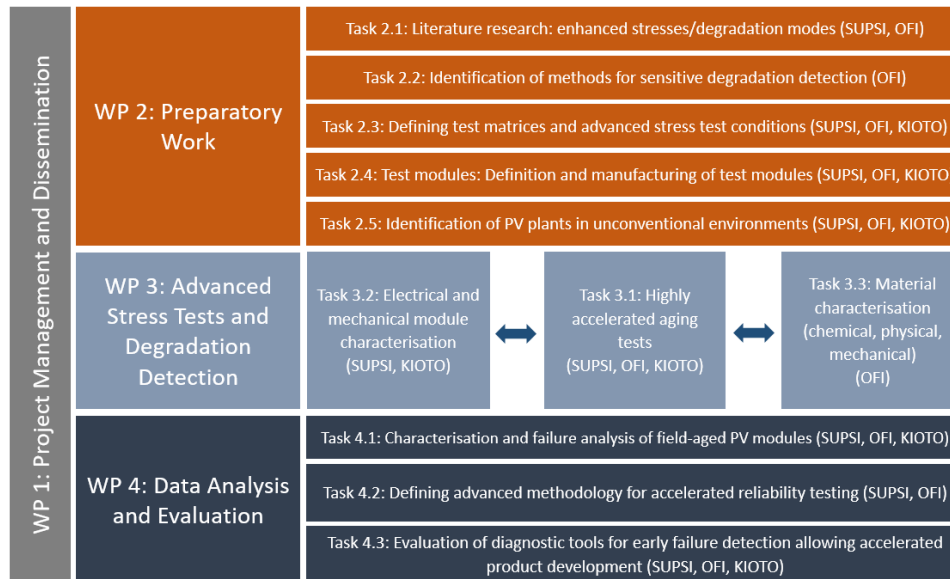 WP 1: Project Management and Dissemination
WP 2: Preparatory
Work
Task 2.1: Literature research: enhanced stresses/degradation modes (SUPSI, OFI)
Task 2.2: Identification of methods for sensitive degradation detection (OFI)
Task 2.3: Defining test matrices and advanced stress test conditions (SUPSI, OFI, KIOTO)
Task 2.4: Test modules: Definition and manufacturing of test modules (SUPSI, OFI, KIOTO)
Task 2.5: Identification of PV plants in unconventional environments (SUPSI, OFI, KIOTO)
WP 3: Advanced
Stress Tests and
Degradation
Detection
Task 3.2: Electrical and
mechanical module
characterisation
(SUPSI, KIOTO)
Task 3.1: Highly
accelerated aging
tests
(SUPSI, OFI, KIOTO)
Task 3.3: Material
characterisation
(chemical, physical,
mechanical)
(OFI)
WP 4: Data Analysis
and Evaluation
Task 4.1: Characterisation and failure analysis of field-aged PV modules (SUPSI, OFI, KIOTO)
Task 4.2: Defining advanced methodology for accelerated reliability testing (SUPSI, OFI)
Task 4.3: Evaluation of diagnostic tools for early failure detection allowing accelerated
product development (SUPSI, OFI, KIOTO)